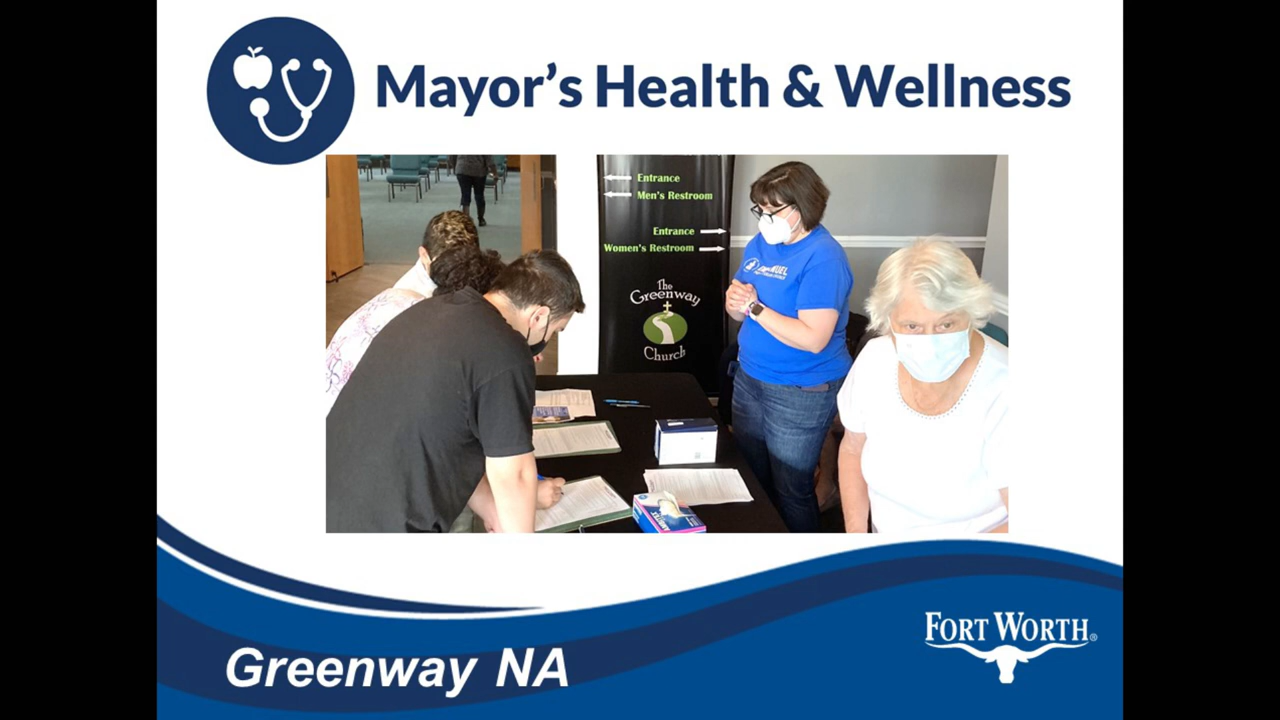 Mayor's Health & Wellness
Entrance
Men's Restroom
Entrance
Women's Restroom
The
Greenway
Church
Greenway NA
FORT WORTH®